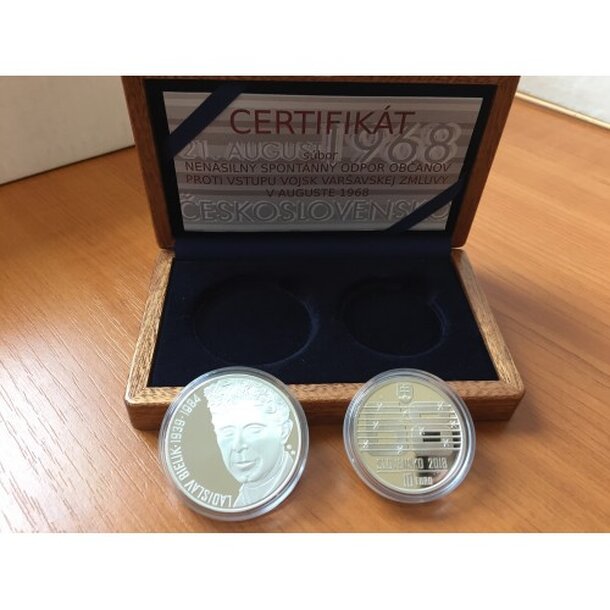 CERTIFIKÁT
21. AUGUST 1968
súbor
NENÁSILNÝ SPONTÁNNY ODPOR OBČANOV
PROTI VSTUPU VOJSK VARŠAVSKEJ ZMLUVY
V AUGUSTE 1968
ČESKOSLOVENSKO
LADISLAV BIELIK · 1939 - 1984
SLOVENSKO 2018
10 EURO